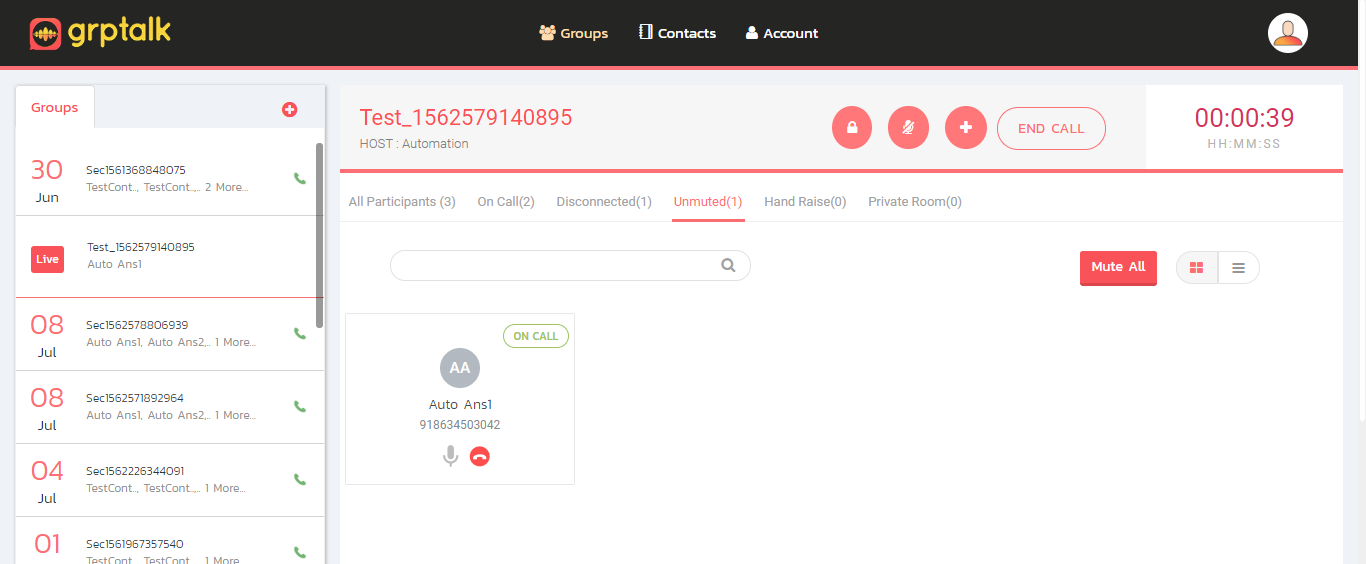 grptalk
Groups Contacts Account
Groups
30 Jun
Sec1561368848075
TestCont.., TestCont..,.. 2 More...
Live
Test_1562579140895
Auto Ans1
08 Jul
Sec1562578806939
Auto Ans1, Auto Ans2,.. 1 More...
08 Jul
Sec1562571892964
Auto Ans1, Auto Ans2,.. 1 More...
04 Jul
Sec1562226344091
TestCont.., TestCont..,.. 1 More...
01
Sec1561967357540
TestCont.., TestCont..,.. 1 More...
Test_1562579140895
HOST : Automation
END CALL
00:00:39
HH:MM:SS
All Participants (3) On Call(2) Disconnected(1) Unmuted(1) Hand Raise(0) Private Room(0)
Mute All
ON CALL
AA
Auto Ans1
918634503042